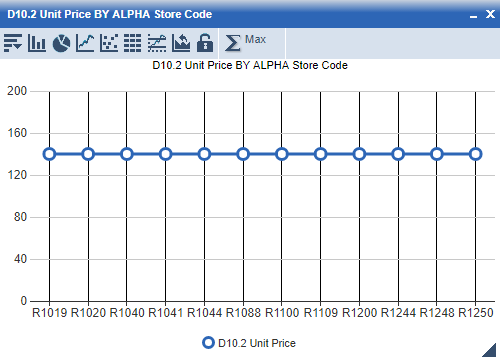 D10.2 Unit Price BY ALPHA Store Code
Max
D10.2 Unit Price BY ALPHA Store Code
200
160
120
80
40
0
R1019 R1020 R1040 R1041 R1044 R1088 R1100 R1109 R1200 R1244 R1248 R1250
D10.2 Unit Price